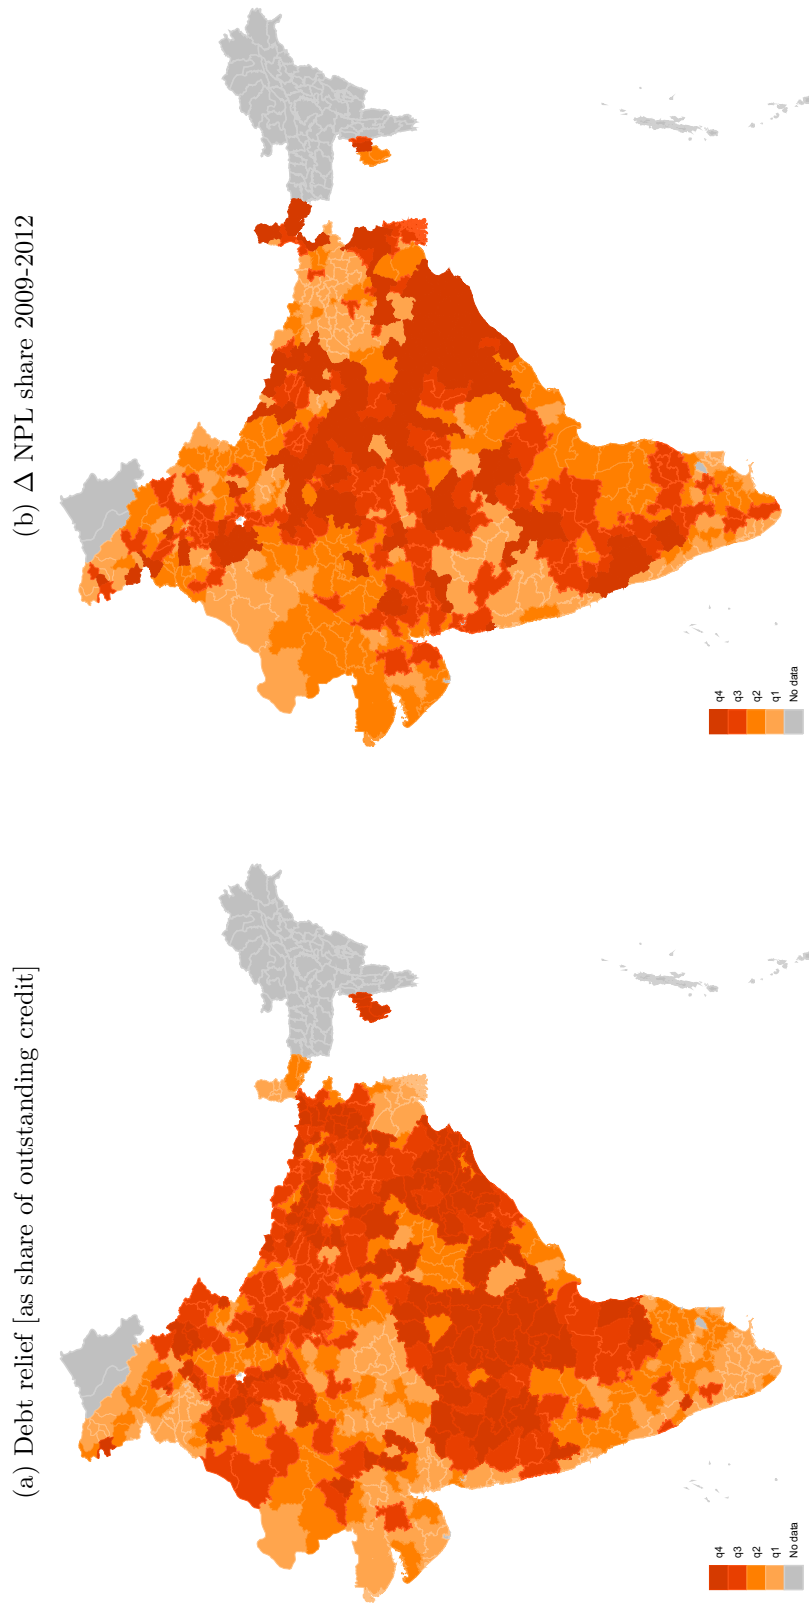 (a) Debt relief [as share of outstanding credit]
q4
q3
q2
q1
No data
(b) Δ NPL share 2009-2012
q4
q3
q2
q1
No data